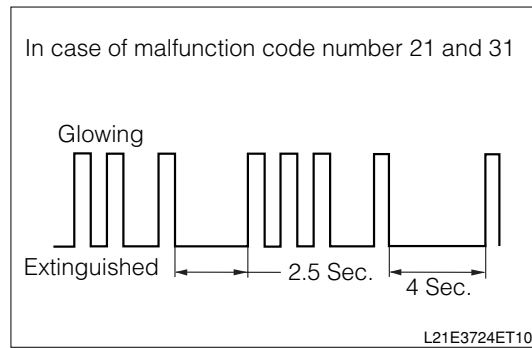 In case of malfunction code number 21 and 31
Glowing
Extinguished
2.5 Sec.
4 Sec.
L21E3724ET10